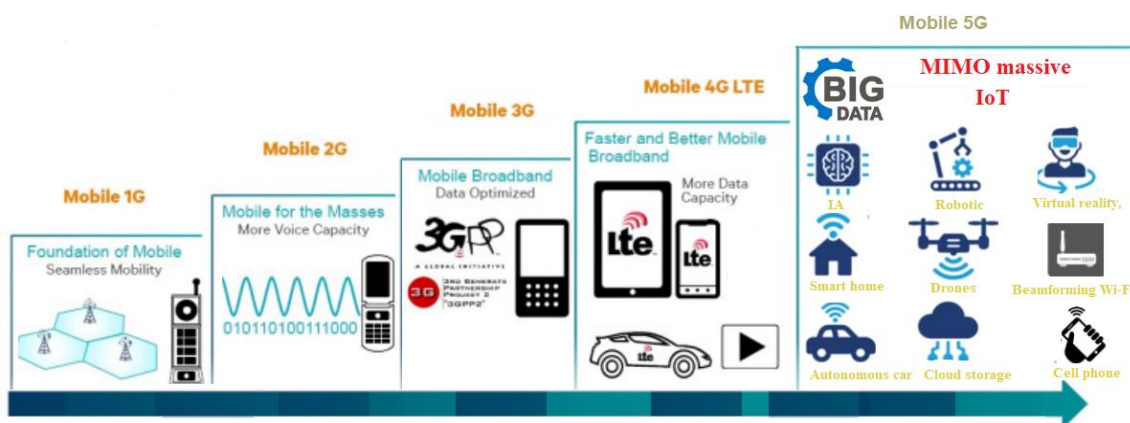 Mobile 1G
Foundation of Mobile
Seamless Mobility
Mobile 2G
Mobile for the Masses
More Voice Capacity
010110100111000
Mobile 3G
Mobile Broadband
Data Optimized
3GPP
A GLOBAL INITIATIVE
3G
3RD GENERATE
PARTNERSHIP
PROJECT 2
"3GPP2"
Mobile 4G LTE
Faster and Better Mobile
Broadband
More Data
Capacity
Lte
Lte
Lte
Mobile 5G
BIG
DATA
MIMO massive
IoT
IA
Robotic
Virtual reality,
Smart home
Drones
Beamforming Wi-F
Autonomous car
Cloud storage
Cell phone